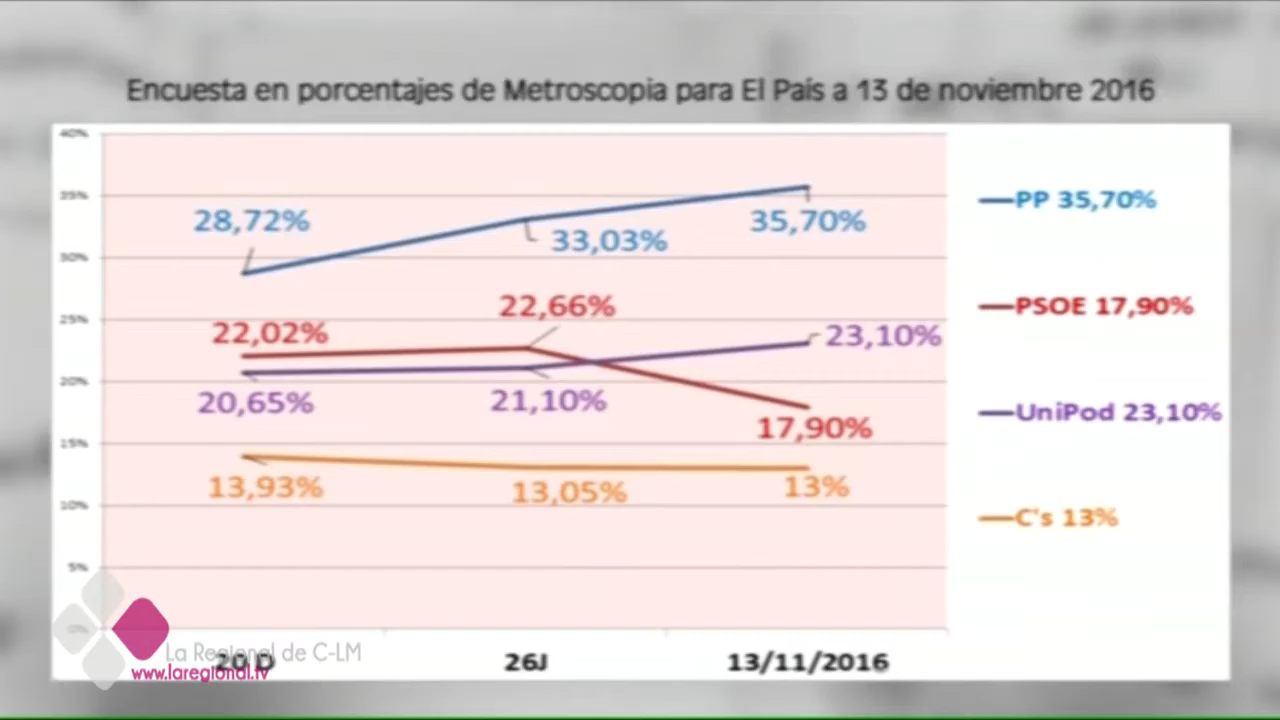 Encuesta en porcentajes de Metroscopia para El País a 13 de noviembre 2016
40%
35%
30%
25%
20%
15%
10%
5%
0%
28,72%
33,03%
35,70%
22,02%
22,66%
23,10%
20,65%
21,10%
17,90%
13,93%
13,05%
13%
PP 35,70%
PSOE 17,90%
UniPod 23,10%
C's 13%
20 D
26J
13/11/2016
La Regional de C-LM
www.laregional.tv